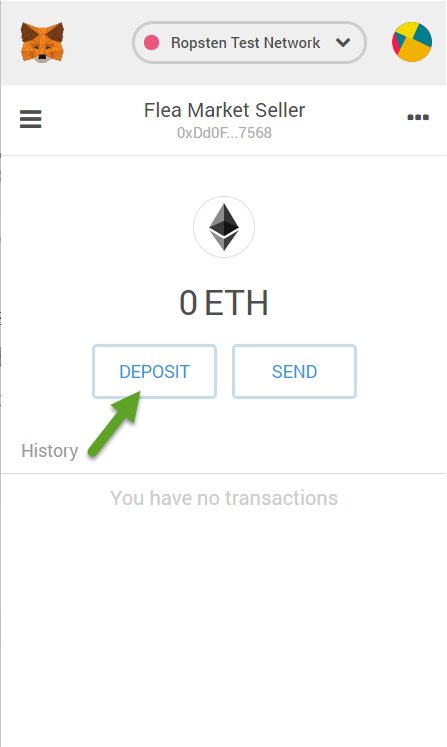 Ropsten Test Network
Flea Market Seller
0xDd0F...7568
0 ETH
DEPOSIT
SEND
History
You have no transactions